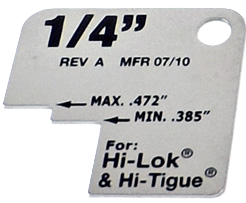 1/4”
REV A MFR 07/10
MAX. .472”
MIN. .385”
For:
Hi-Lok®
& Hi-Tigue®